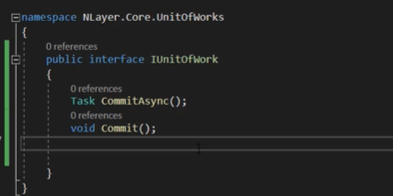 namespace NLayer.Core.UnitOfWorks
{
0 references
public interface IUnitOfWork
{
0 references
Task CommitAsync();
0 references
void Commit();
}
}